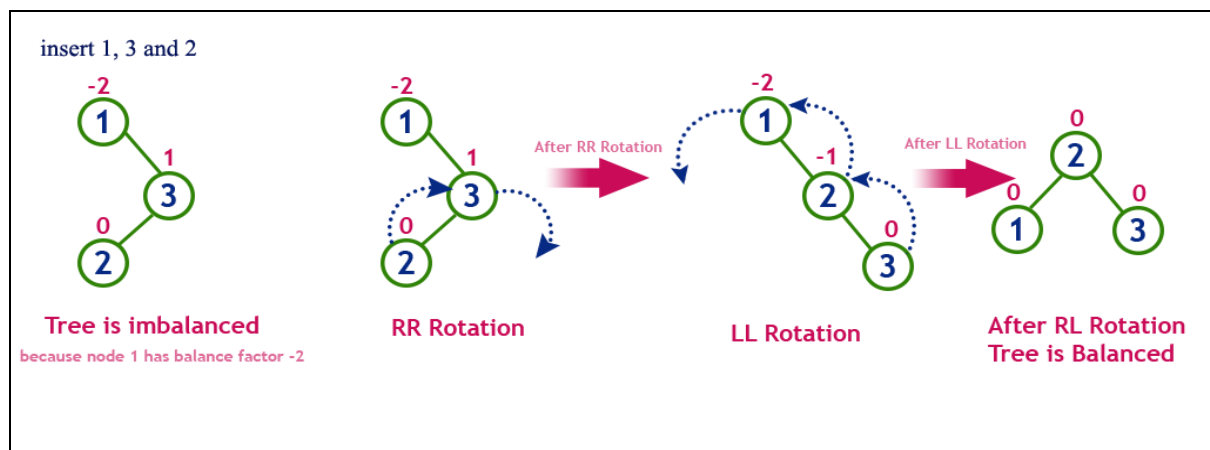 insert 1, 3 and 2
-2
1
1
3
0
2
Tree is imbalanced
because node 1 has balance factor -2
-2
1
1
3
0
2
RR Rotation
After RR Rotation
-2
1
-1
2
0
3
LL Rotation
After LL Rotation
0
2
0
1
0
3
After RL Rotation
Tree is Balanced